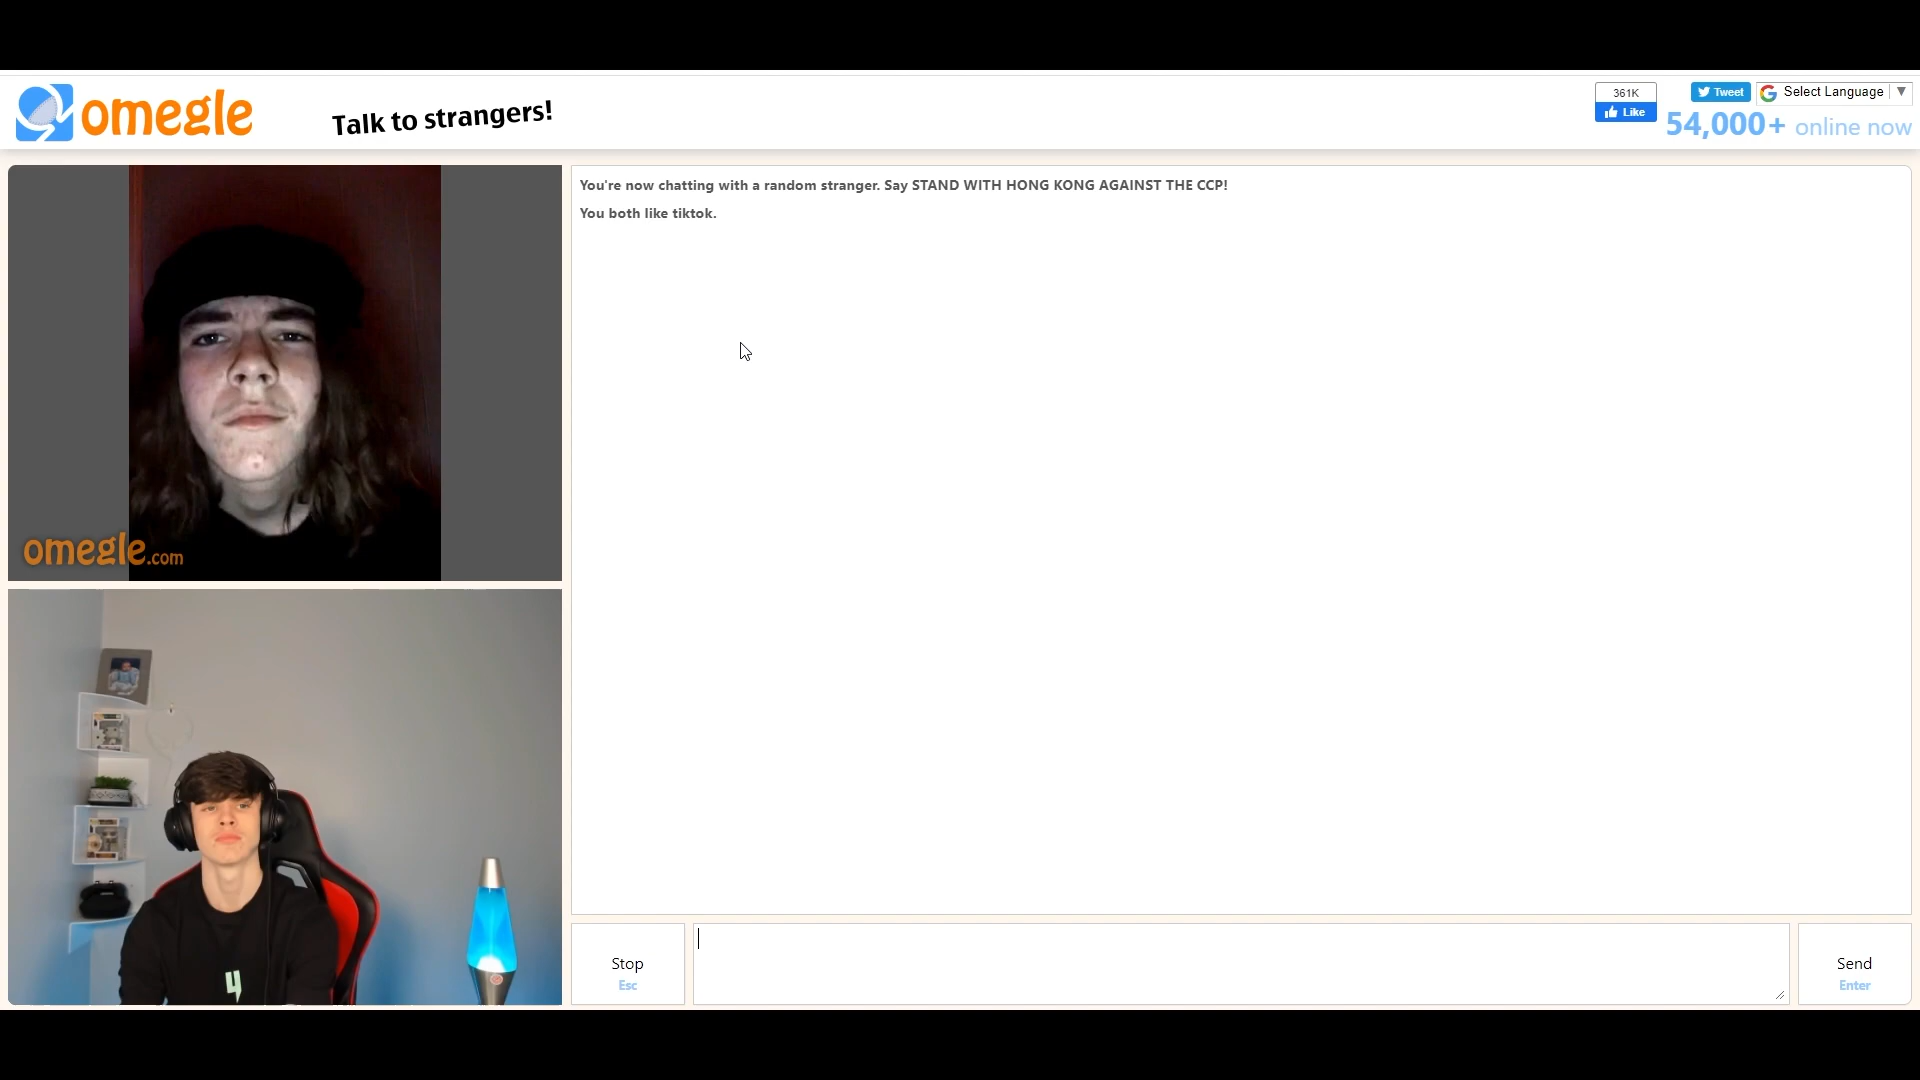 omegle
Talk to strangers!
361K
Like
Tweet
Select Language
54,000+ online now
You're now chatting with a random stranger. Say STAND WITH HONG KONG AGAINST THE CCP!
You both like tiktok.
omegle.com
4
Stop
Esc
Send
Enter